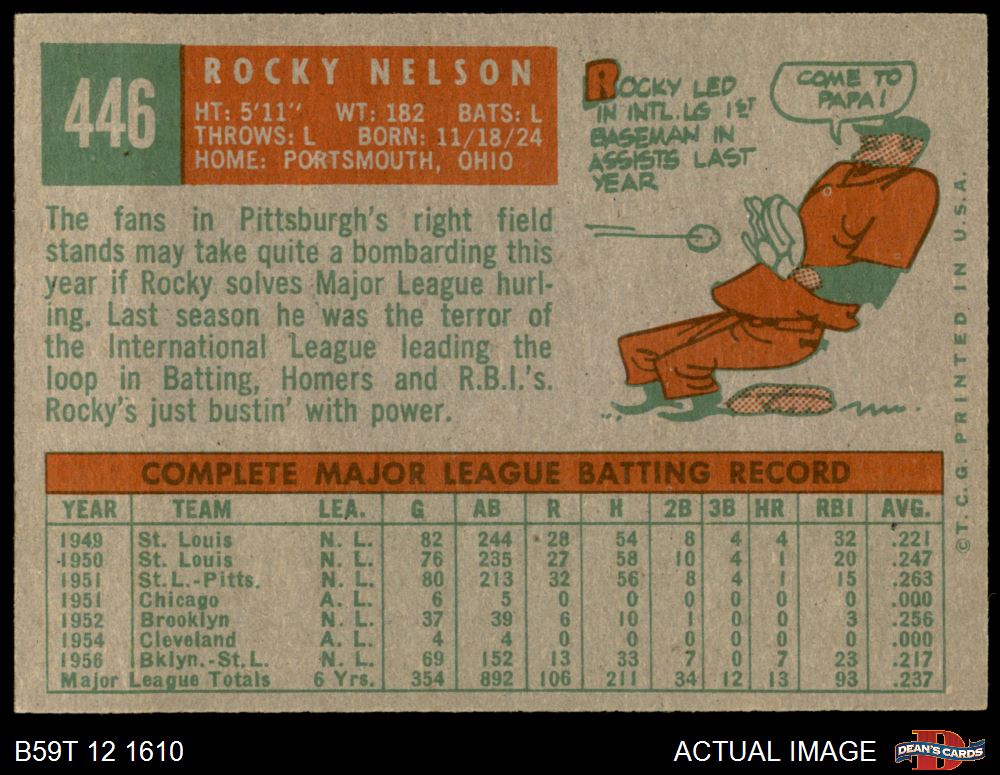 446
ROCKY NELSON
HT: 5'11" WT: 182 BATS: L
THROWS: L BORN: 11/18/24
HOME: PORTSMOUTH, OHIO
The fans in Pittsburgh's right field
stands may take quite a bombarding this
year if Rocky solves Major League hurl-
ing. Last season he was the terror of
the International League leading the
loop in Batting, Homers and R.B.I.'s.
Rocky's just bustin' with power.
ROCKY LED
IN INTL. LG 1ST
BASEMAN IN
ASSISTS LAST
YEAR
COME TO
PAPA!
COMPLETE MAJOR LEAGUE BATTING RECORD
YEAR TEAM LEA. G AB R H 2B 3B HR RBI AVG.
1949 St. Louis N. L. 82 244 28 54 8 4 4 32 .221
1950 St. Louis N. L. 76 235 27 58 10 4 1 20 .247
1951 St.L.-Pitts. N. L. 80 213 32 56 8 4 1 15 .263
1951 Chicago A. L. 6 5 0 0 0 0 0 0 .000
1952 Brooklyn N. L. 37 39 6 10 1 0 0 3 .256
1954 Cleveland A. L. 4 4 0 0 0 0 0 0 .000
1956 Bklyn.-St.L. N. L. 69 152 13 33 7 0 7 23 .217
Major League Totals 6 Yrs. 354 892 106 211 34 12 13 93 .237
© T. C. G. PRINTED IN U.S.A.
B59T 12 1610
ACTUAL IMAGE
D
DEAN'S CARDS